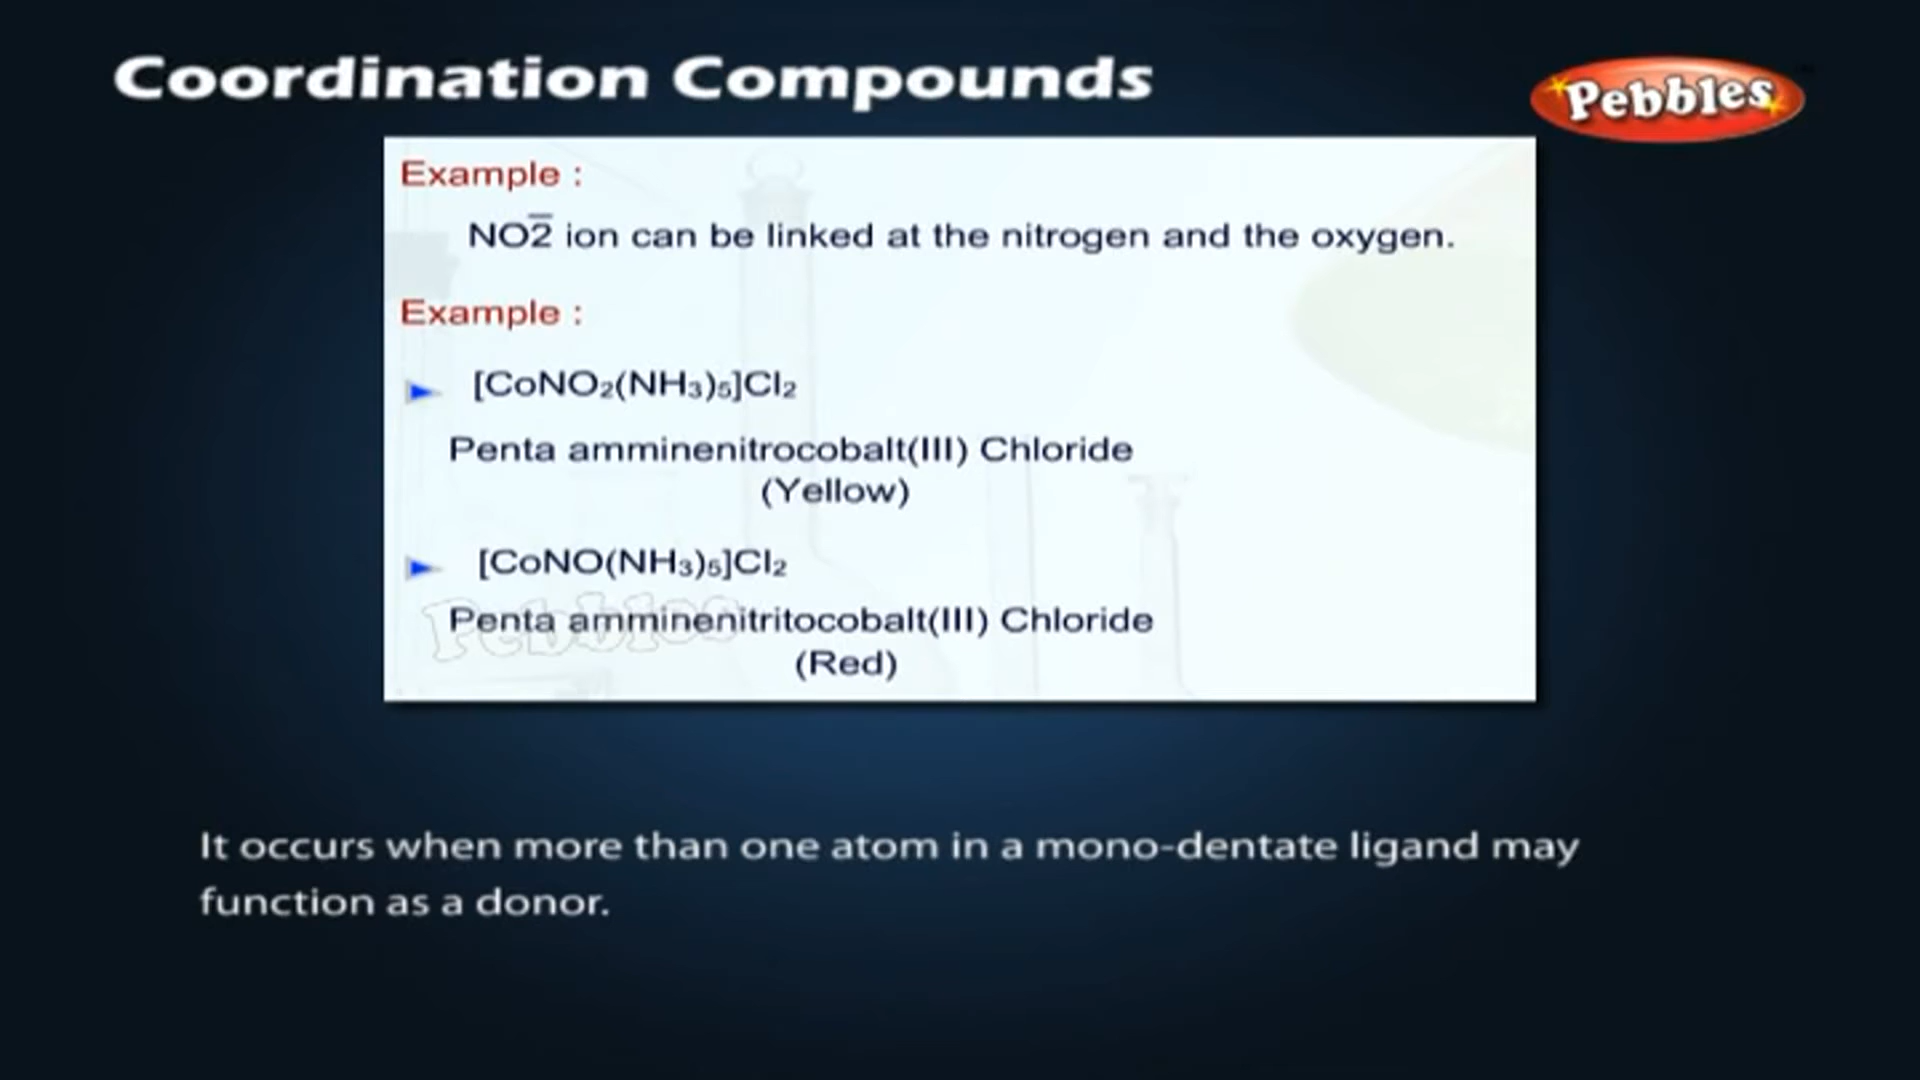 Coordination Compounds
Pebbles
Example :
NO2̅ ion can be linked at the nitrogen and the oxygen.
Example :
[CoNO₂(NH₃)₅]Cl₂
Penta amminenitrocobalt(III) Chloride
(Yellow)
[CoNO(NH₃)₅]Cl₂
Penta amminenitritocobalt(III) Chloride
Pebbles
(Red)
It occurs when more than one atom in a mono-dentate ligand may
function as a donor.